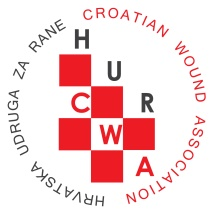 HRVATSKA UDRUGA ZA RANE
CROATIAN WOUND ASSOCIATION
H
U
C R
W
A